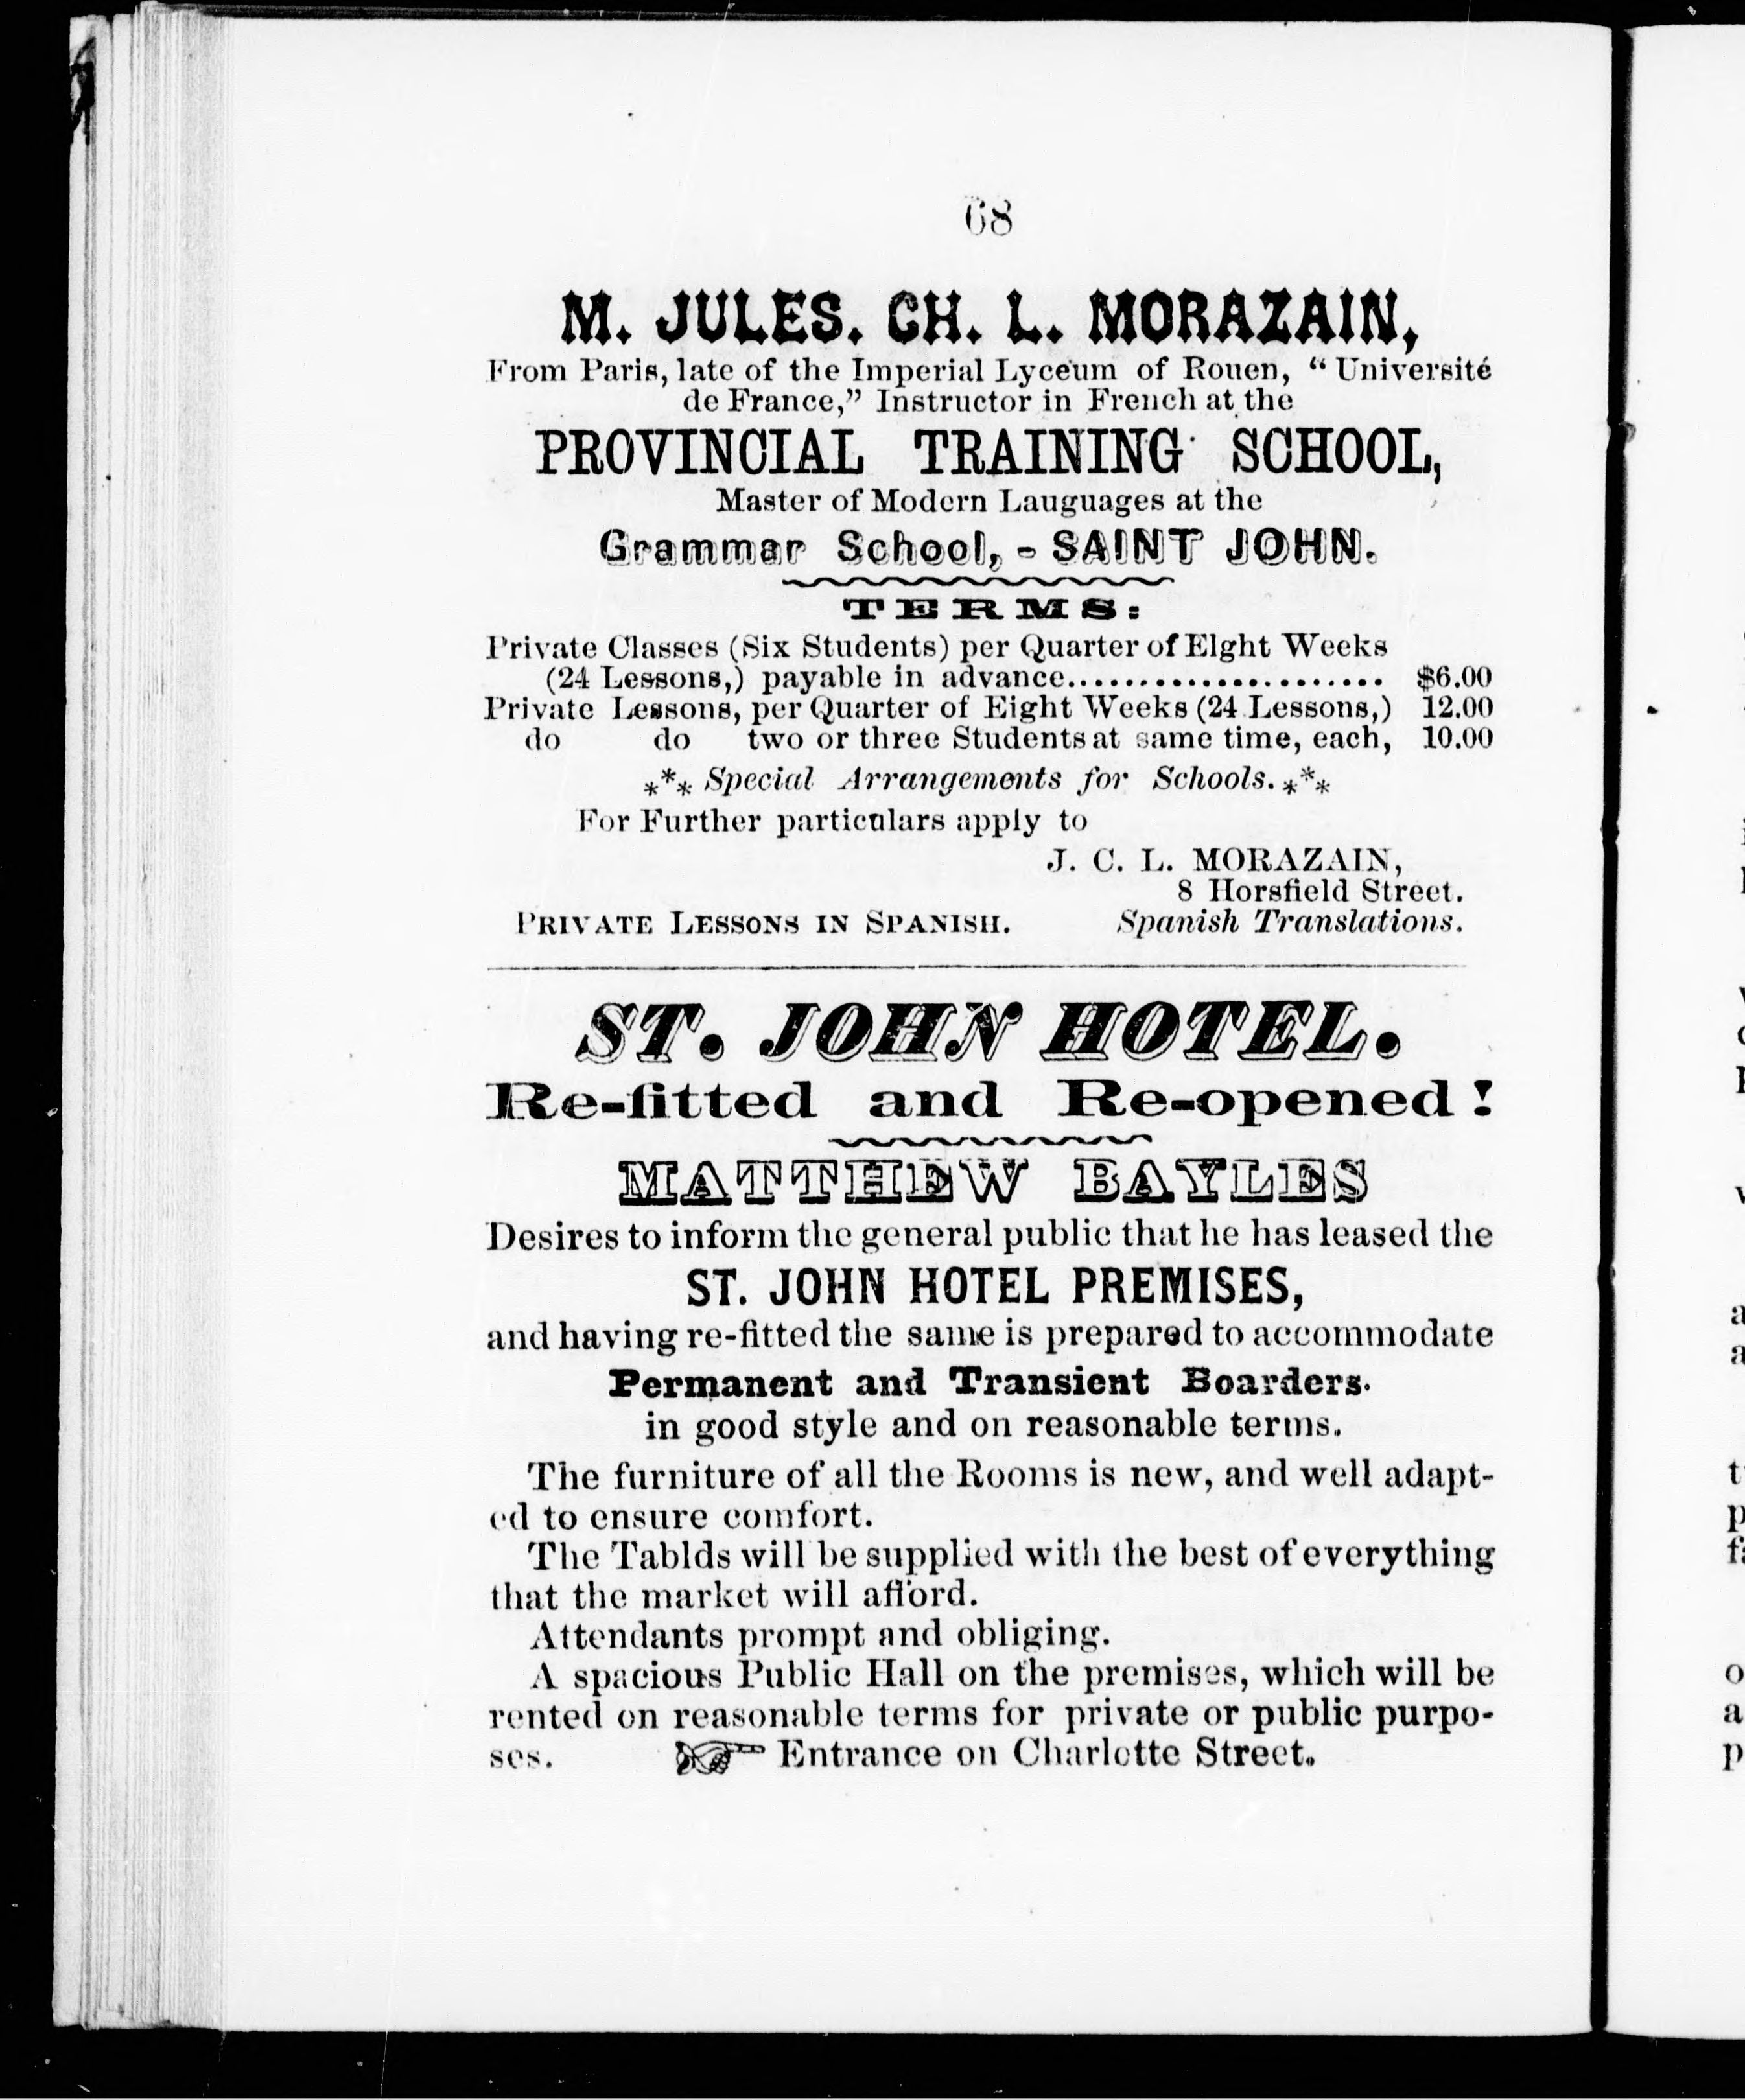 68
M. JULES. CH. L. MORAZAIN,
From Paris, late of the Imperial Lyceum of Rouen, “ Université
de France,” Instructor in French at the
PROVINCIAL TRAINING SCHOOL,
Master of Modern Lauguages at the
Grammar School, - SAINT JOHN.
TERMS:
Private Classes (Six Students) per Quarter of Elght Weeks
(24 Lessons,) payable in advance...................... $6.00
Private Lessons, per Quarter of Eight Weeks (24 Lessons,) 12.00
do do two or three Students at same time, each, 10.00
*** Special Arrangements for Schools. ***
For Further particulars apply to
J. C. L. MORAZAIN,
8 Horsfield Street.
PRIVATE LESSONS IN SPANISH. Spanish Translations.
ST. JOHN HOTEL.
Re-fitted and Re-opened!
MATTHEW BAYLES
Desires to inform the general public that he has leased the
ST. JOHN HOTEL PREMISES,
and having re-fitted the same is prepared to accommodate
Permanent and Transient Boarders.
in good style and on reasonable terms.
The furniture of all the Rooms is new, and well adapt-
ed to ensure comfort.
The Tablds will be supplied with the best of everything
that the market will afford.
Attendants prompt and obliging.
A spacious Public Hall on the premises, which will be
rented on reasonable terms for private or public purpo-
ses. ☞ Entrance on Charlotte Street.